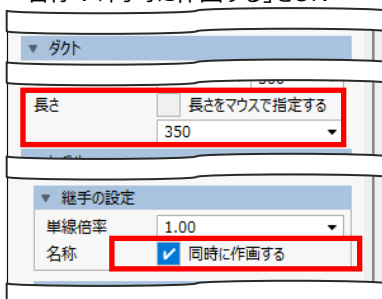 ▼ ダクト
長さ
長さをマウスで指定する
350
▼ 継手の設定
単線倍率 1.00
名称 同時に作画する